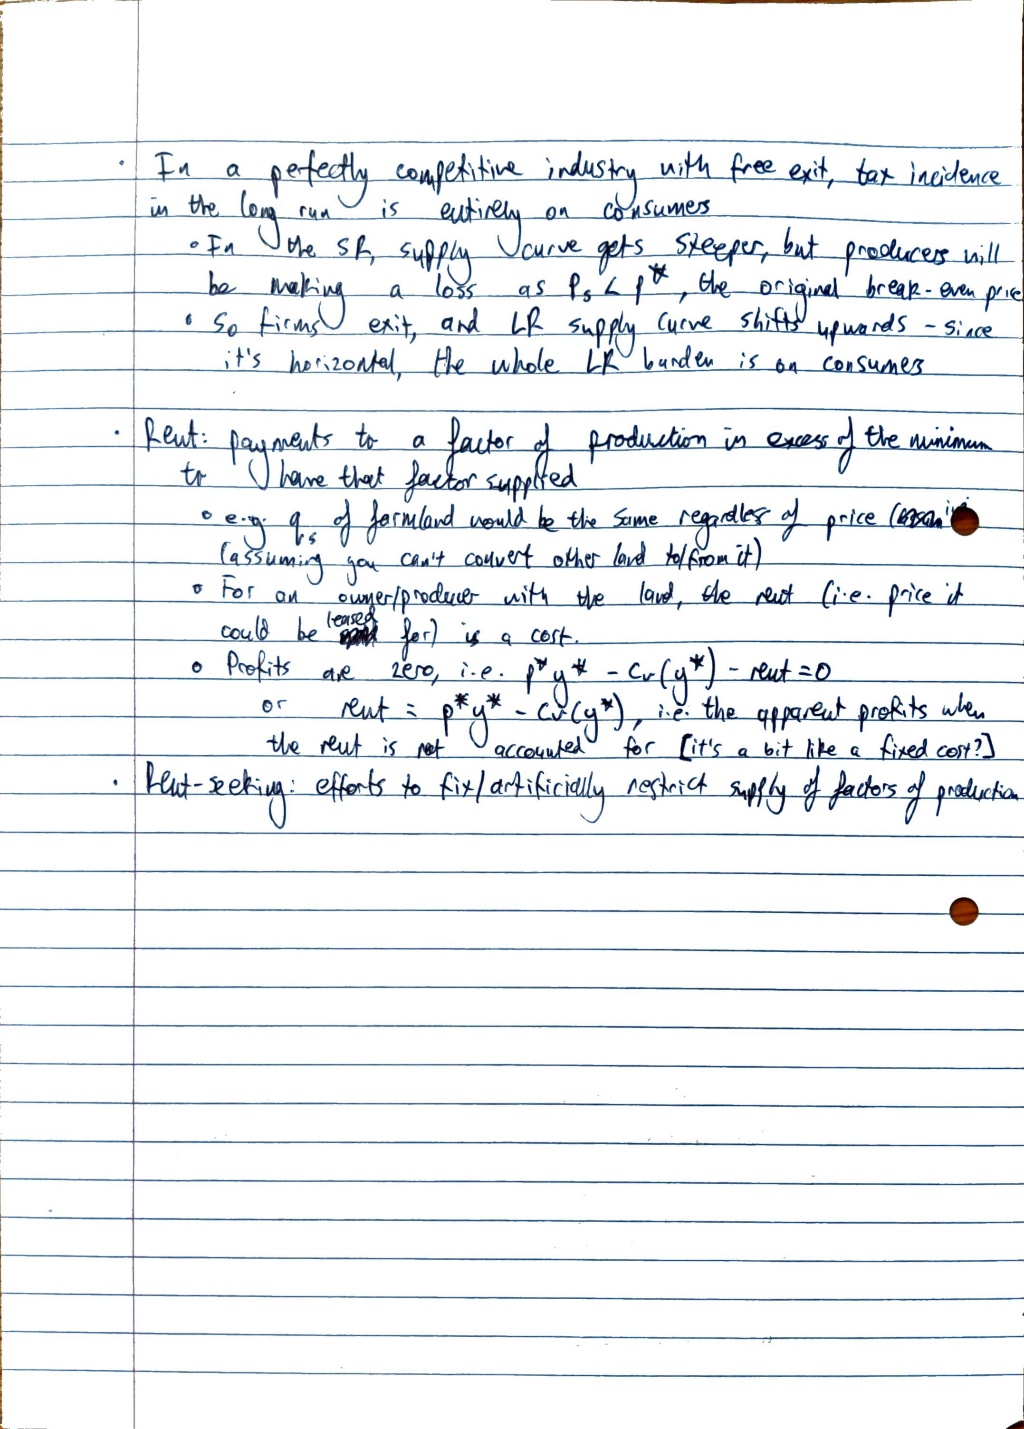 • In a perfectly competitive industry with free exit, tax incidence
in the long run is entirely on consumers
◦ In the SR, supply curve gets steeper, but producers will
be making a loss as Ps < p*, the original break-even price
• So firms exit, and LR supply curve shifts upwards - since
it's horizontal, the whole LR burden is on consumers
• Rent: payments to a factor of production in excess of the minimum
to have that factor supplied
◦ e.g. qs of farmland would be the same regardless of price
(assuming you can't convert other land to/from it)
◦ For an owner/producer with the land, the rent (i.e. price it
could be leased for) is a cost.
◦ Profits are zero, i.e. p*y* - cv(y*) - rent = 0
or rent = p*y* - cv(y*), i.e. the apparent profits when
the rent is not accounted for [it's a bit like a fixed cost?]
• Rent-seeking: efforts to fix/artificially restrict supply of factors of production